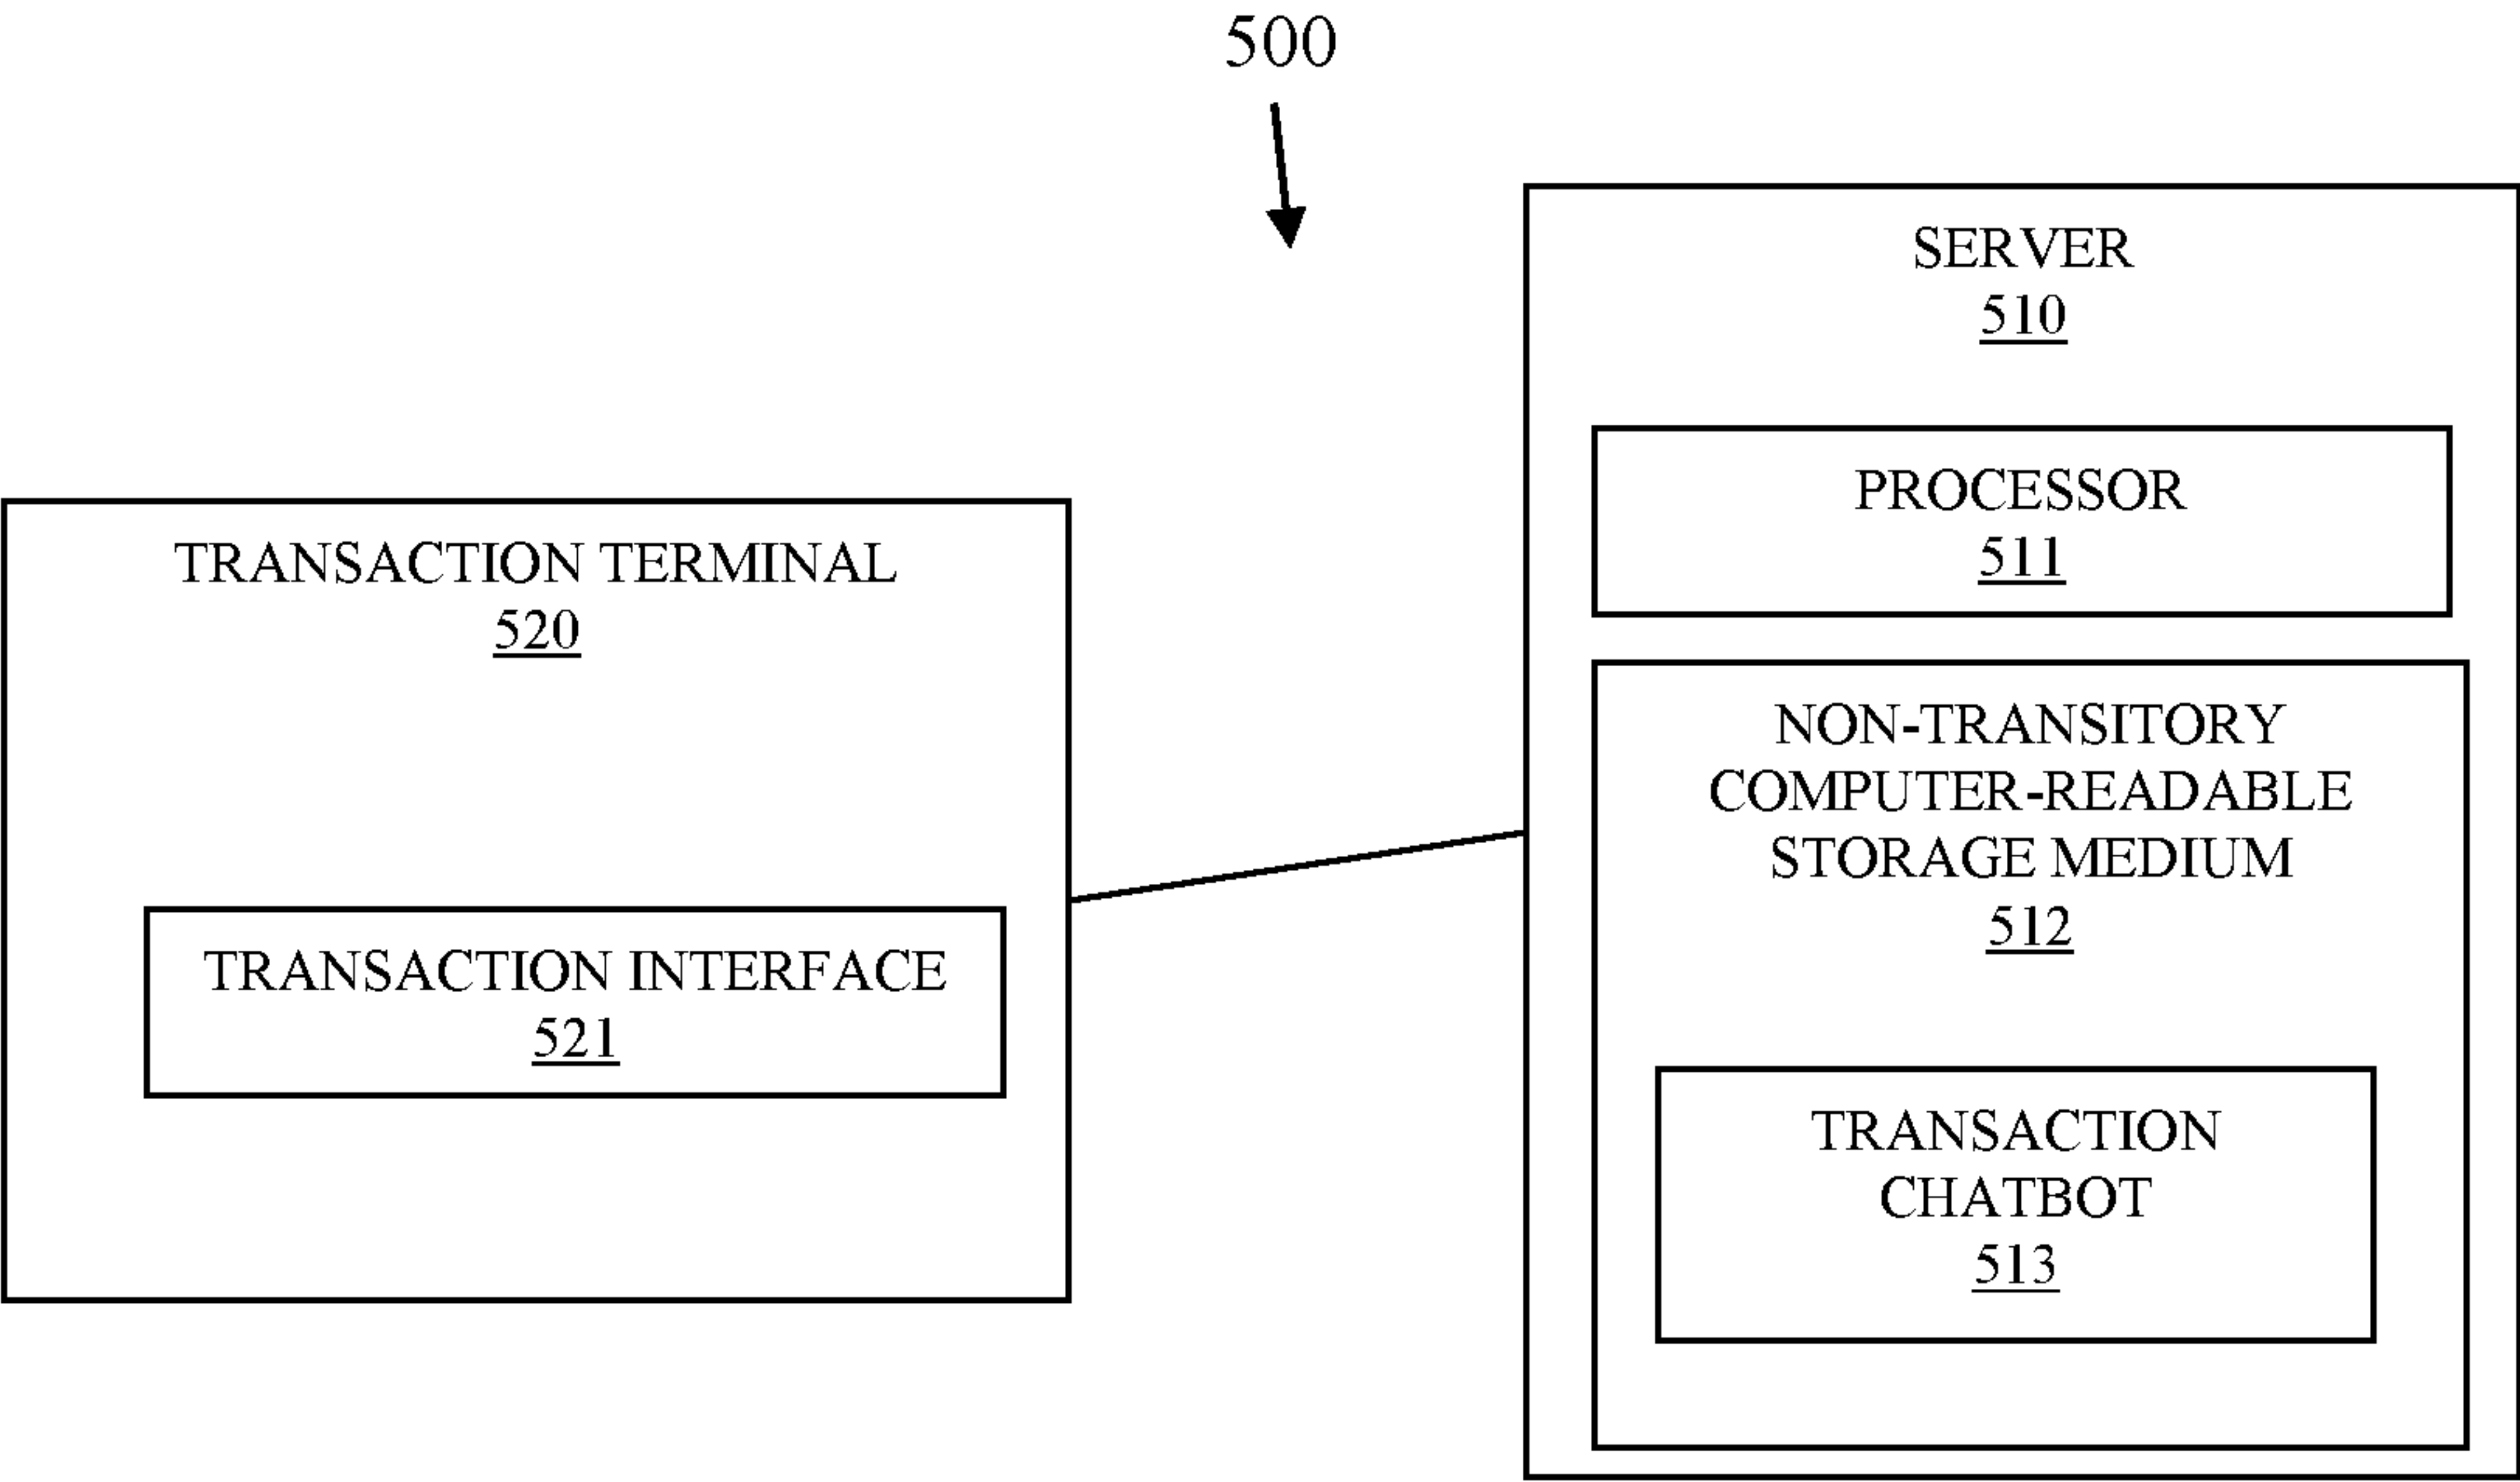 500
SERVER
510
PROCESSOR
511
TRANSACTION TERMINAL
520
NON-TRANSITORY
COMPUTER-READABLE
STORAGE MEDIUM
512
TRANSACTION INTERFACE
521
TRANSACTION
CHATBOT
513